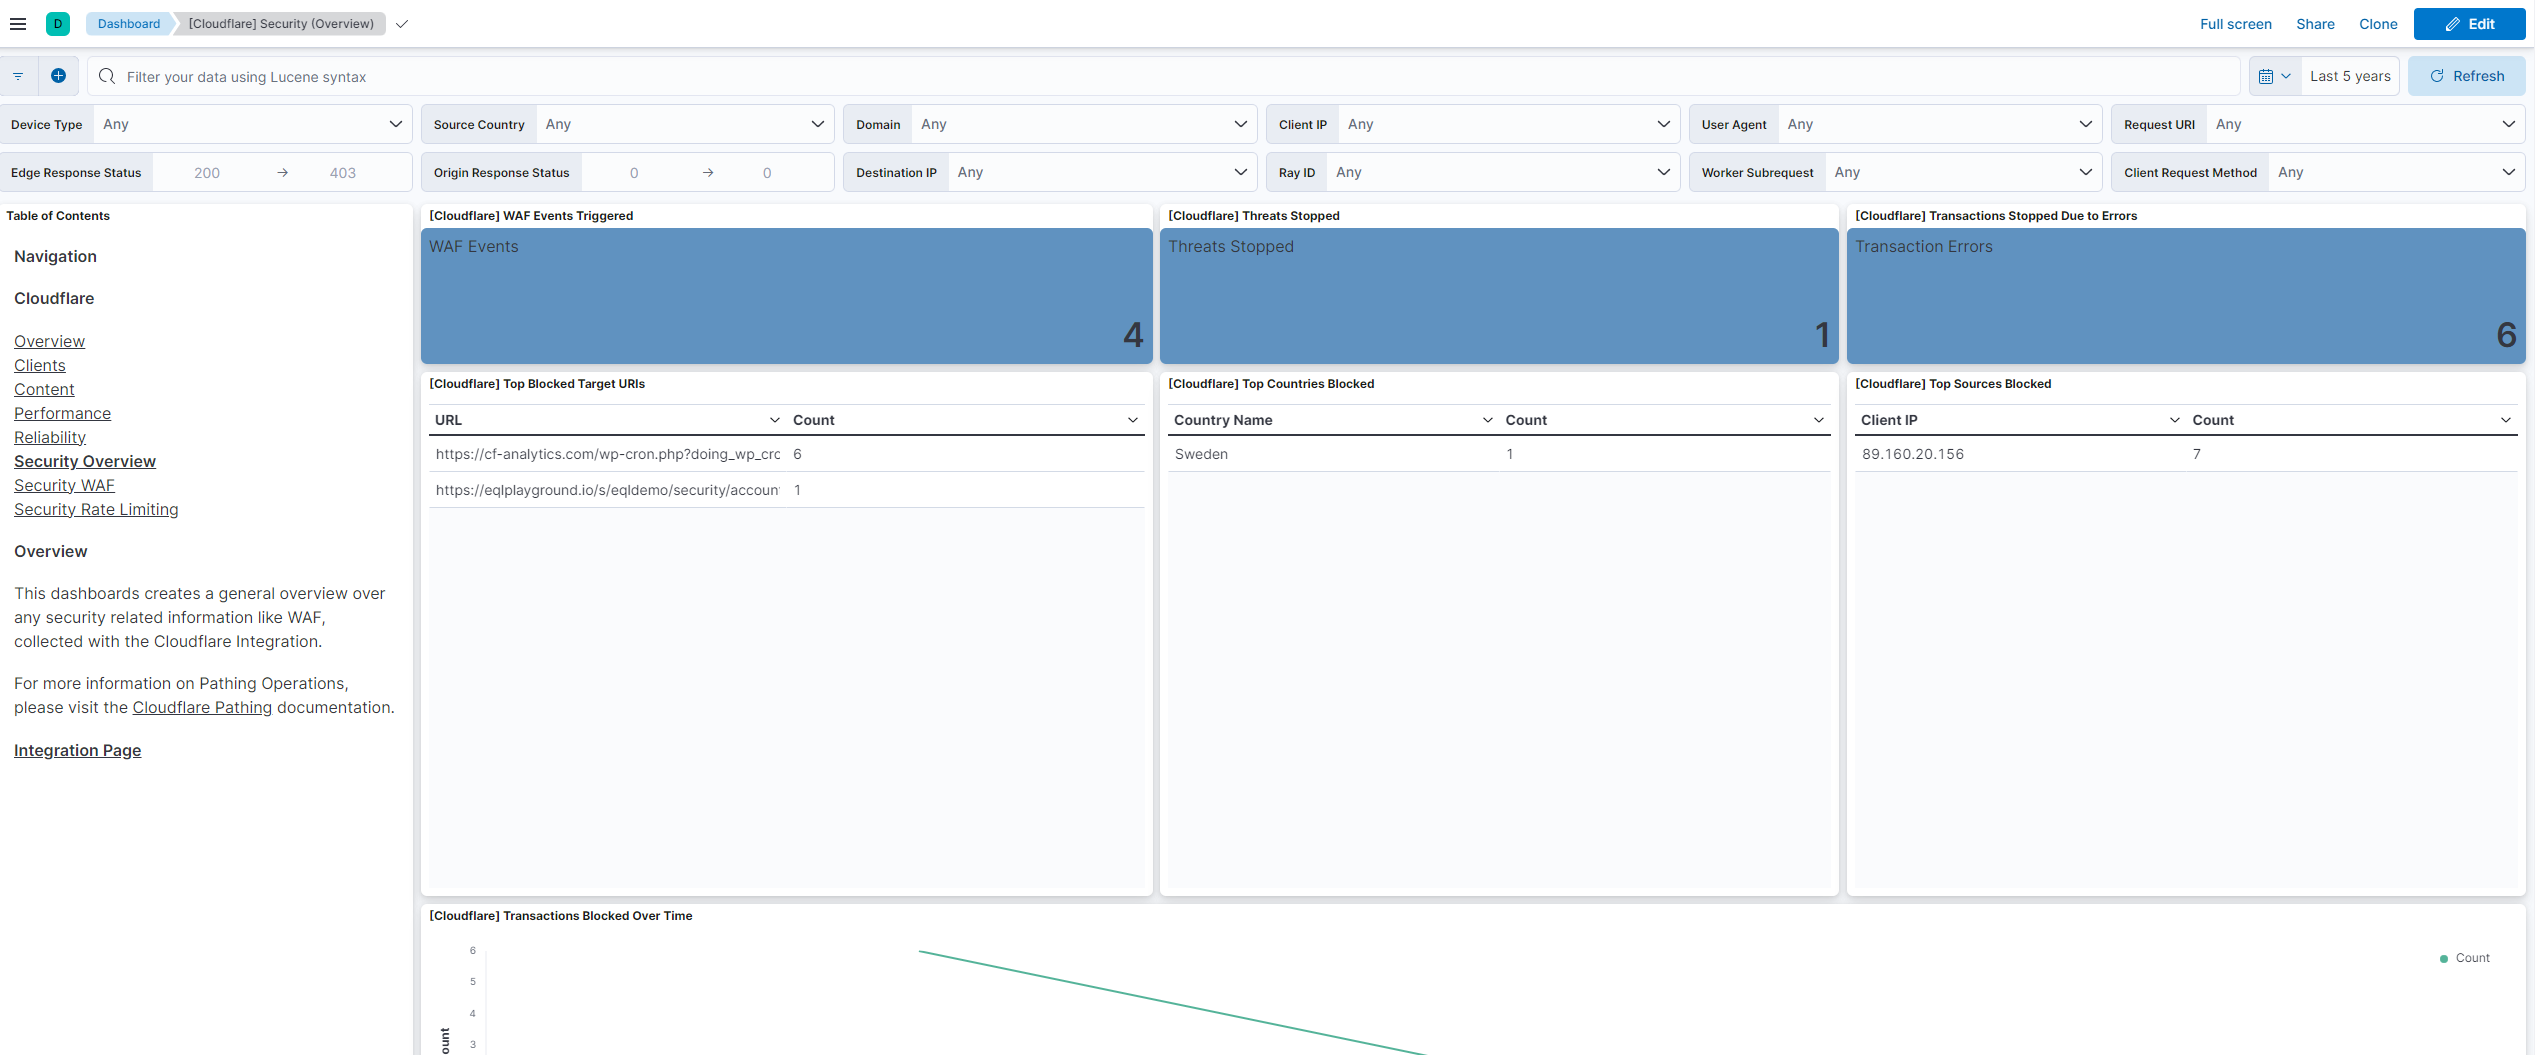 D Dashboard [Cloudflare] Security (Overview) Full screen Share Clone Edit
Filter your data using Lucene syntax Last 5 years Refresh
Device Type Any Source Country Any Domain Any Client IP Any User Agent Any Request URI Any
Edge Response Status 200 → 403 Origin Response Status 0 → 0 Destination IP Any Ray ID Any Worker Subrequest Any Client Request Method Any
Table of Contents
Navigation
Cloudflare
Overview
Clients
Content
Performance
Reliability
Security Overview
Security WAF
Security Rate Limiting
Overview
This dashboards creates a general overview over
any security related information like WAF,
collected with the Cloudflare Integration.
For more information on Pathing Operations,
please visit the Cloudflare Pathing documentation.
Integration Page
[Cloudflare] WAF Events Triggered
WAF Events
4
[Cloudflare] Threats Stopped
Threats Stopped
1
[Cloudflare] Transactions Stopped Due to Errors
Transaction Errors
6
[Cloudflare] Top Blocked Target URIs
URL Count
https://cf-analytics.com/wp-cron.php?doing_wp_crc 6
https://eqlplayground.io/s/eqldemo/security/accoun 1
[Cloudflare] Top Countries Blocked
Country Name Count
Sweden 1
[Cloudflare] Top Sources Blocked
Client IP Count
89.160.20.156 7
[Cloudflare] Transactions Blocked Over Time
6
5
4
3
ount
Count